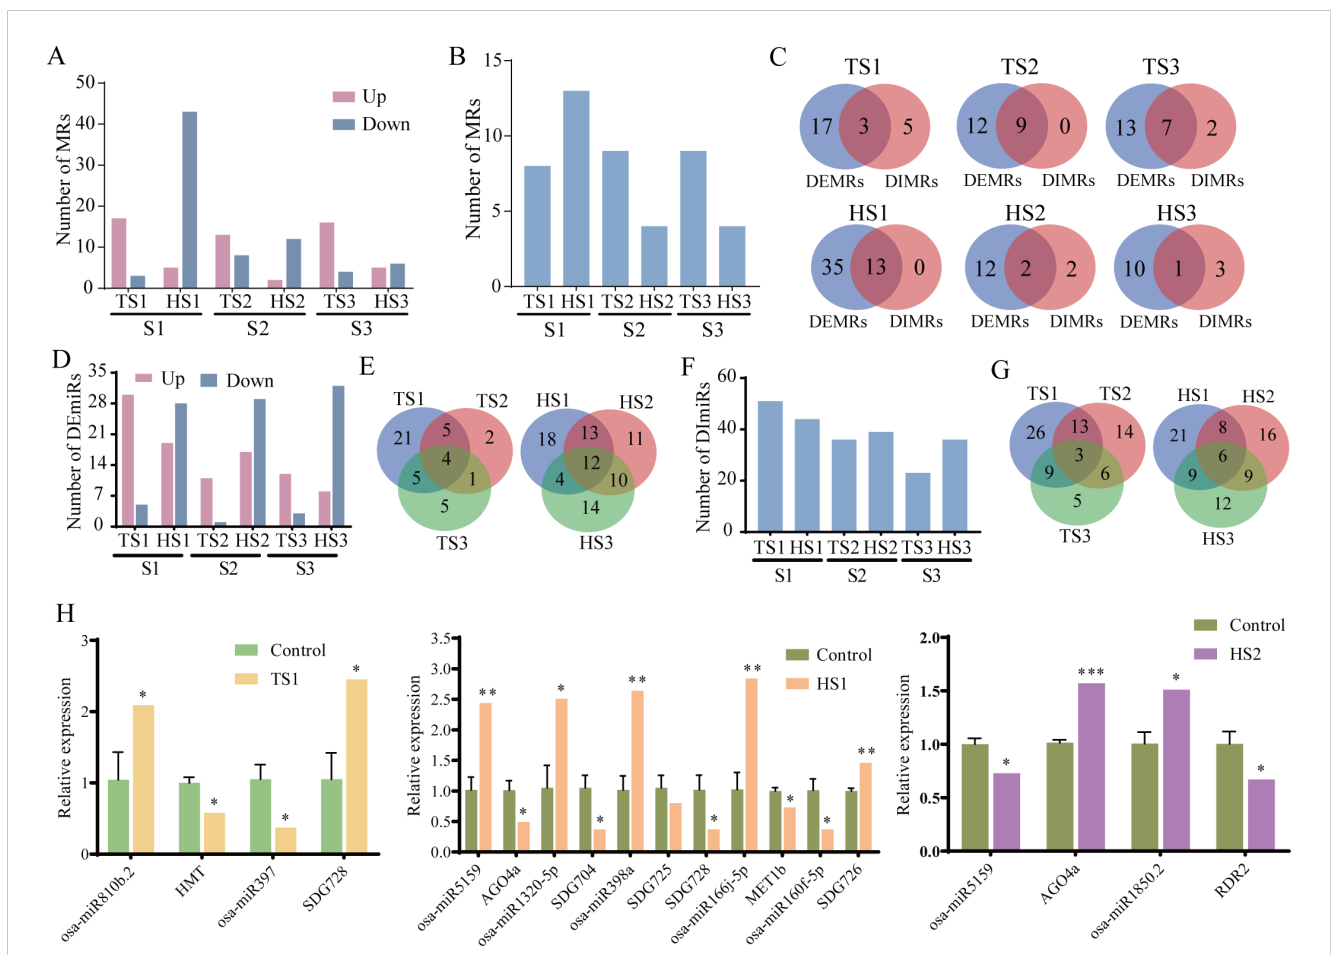 A
Number of MRs
50
40
30
20
10
0
Up
Down
TS1 HS1 TS2 HS2 TS3 HS3
S1 S2 S3
B
Number of MRs
15
10
5
0
TS1 HS1 TS2 HS2 TS3 HS3
S1 S2 S3
C
TS1 TS2 TS3
17 3 5 12 9 0 13 7 2
DEMRs DIMRs DEMRs DIMRs DEMRs DIMRs
HS1 HS2 HS3
35 13 0 12 2 2 10 1 3
DEMRs DIMRs DEMRs DIMRs DEMRs DIMRs
D
Number of DEmiRs
35
28
21
14
7
0
Up Down
TS1 HS1 TS2 HS2 TS3 HS3
S1 S2 S3
E
TS1 TS2
21 5 2
4
5 1
5
TS3
HS1 HS2
18 13 11
12
4 10
14
HS3
F
Number of DImiRs
60
40
20
0
TS1 HS1 TS2 HS2 TS3 HS3
S1 S2 S3
G
TS1 TS2
26 13 14
3
9 6
5
TS3
HS1 HS2
21 8 16
6
9 9
12
HS3
H
Relative expression
3
2
1
0
Control
TS1
* * * *
osa-miR810b.2 HMT osa-miR397 SDG728
Relative expression
3.5
3.0
2.5
2.0
1.5
1.0
0.5
0.0
Control
HS1
** * * * ** * ** * * **
osa-miR5159 AGO4a osa-miR1320-5p SDG704 osa-miR398a SDG725 SDG728 osa-miR166j-5p MET1b osa-miR160f-5p SDG726
Relative expression
2.0
1.5
1.0
0.5
0.0
Control
HS2
* *** * *
osa-miR5159 AGO4a osa-miR1850.2 RDR2